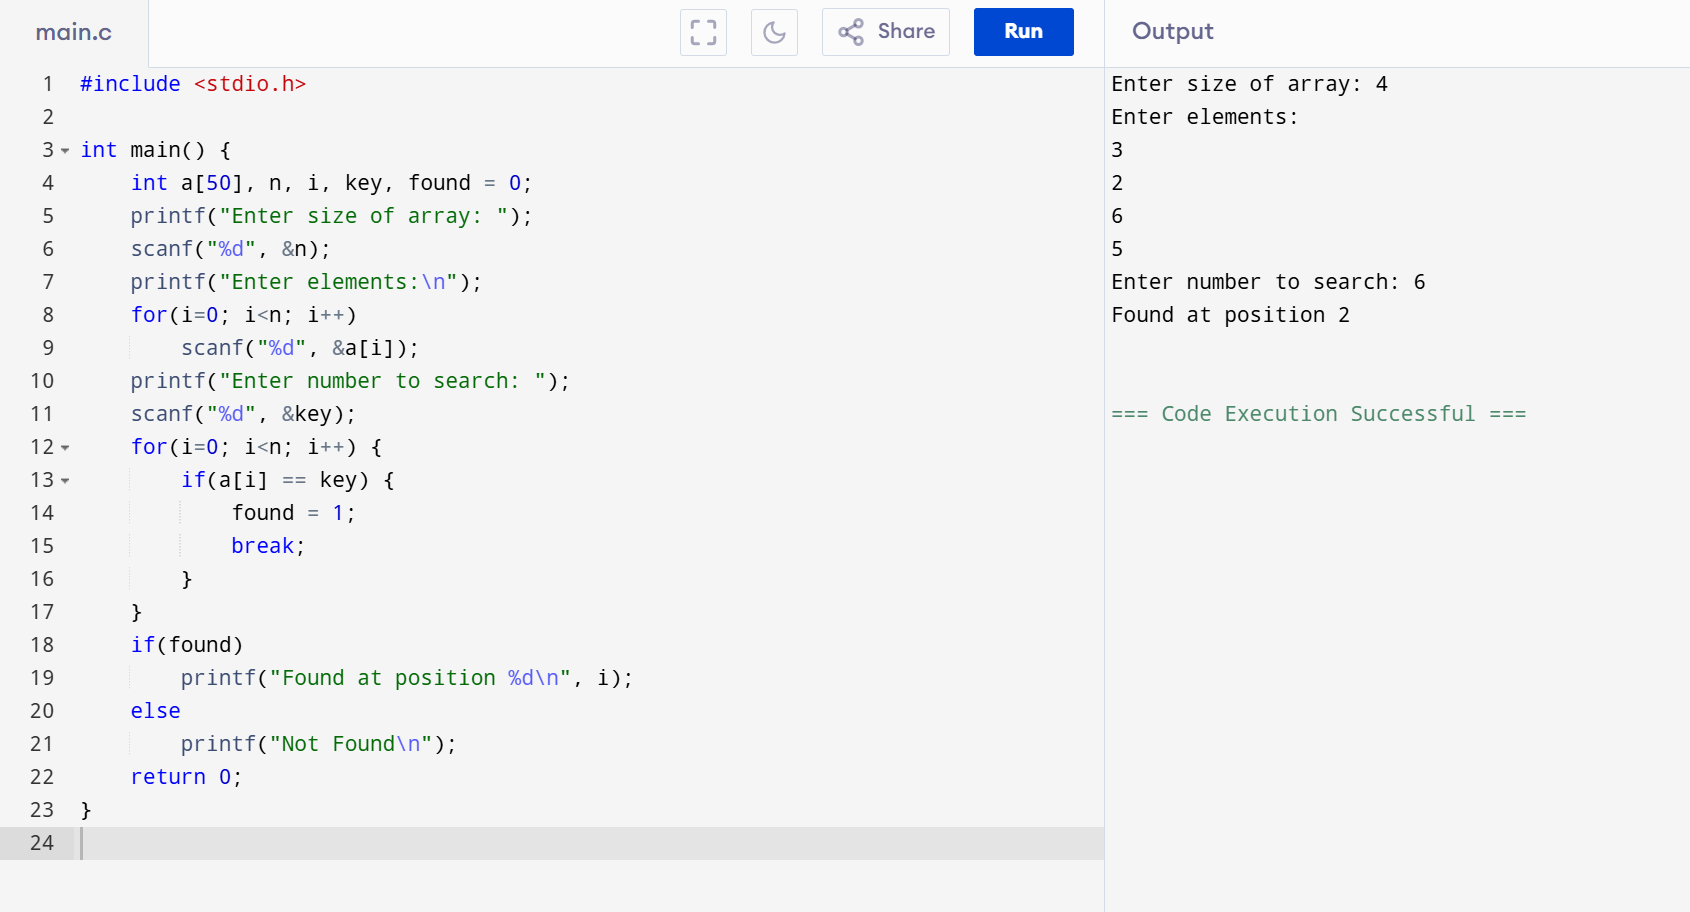 main.c
Share
Run
Output
1 #include <stdio.h>
2
3 int main() {
4     int a[50], n, i, key, found = 0;
5     printf("Enter size of array: ");
6     scanf("%d", &n);
7     printf("Enter elements:\n");
8     for(i=0; i<n; i++)
9         scanf("%d", &a[i]);
10     printf("Enter number to search: ");
11     scanf("%d", &key);
12     for(i=0; i<n; i++) {
13         if(a[i] == key) {
14             found = 1;
15             break;
16         }
17     }
18     if(found)
19         printf("Found at position %d\n", i);
20     else
21         printf("Not Found\n");
22     return 0;
23 }
24
Enter size of array: 4
Enter elements:
3
2
6
5
Enter number to search: 6
Found at position 2
=== Code Execution Successful ===